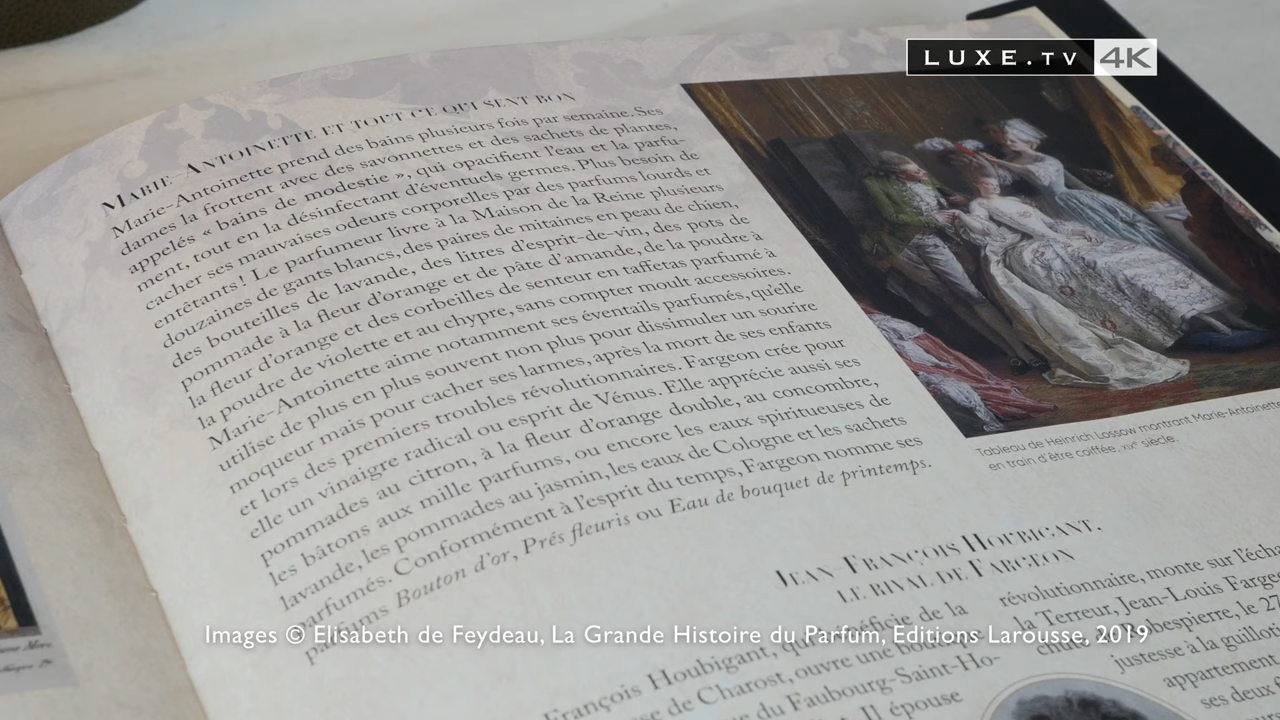 LUXE.TV 4K
MARIE-ANTOINETTE ET TOUT CE QUI SENT BON
Marie-Antoinette prend des bains plusieurs fois par semaine. Ses
dames la frottent avec des savonnettes et des sachets de plantes,
appelés « bains de modestie », qui opacifient l'eau et la parfu-
ment, tout en la désinfectant d'éventuels germes. Plus besoin de
cacher ses mauvaises odeurs corporelles par des parfums lourds et
entêtants ! Le parfumeur livre à la Maison de la Reine plusieurs
douzaines de gants blancs, des paires de mitaines en peau de chien,
des bouteilles de lavande, des litres d'esprit-de-vin, des pots de
pommade à la fleur d'orange et de pâte d'amande, de la poudre à
la fleur d'orange et des corbeilles de senteur en taffetas parfumé à
la poudre de violette et au chypre, sans compter moult accessoires.
Marie-Antoinette aime notamment ses éventails parfumés, qu'elle
utilise de plus en plus souvent non plus pour dissimuler un sourire
moqueur mais pour cacher ses larmes, après la mort de ses enfants
et lors des premiers troubles révolutionnaires. Fargeon crée pour
elle un vinaigre radical ou esprit de Vénus. Elle apprécie aussi ses
pommades au citron, à la fleur d'orange double, au concombre,
les bâtons aux mille parfums, ou encore les eaux spiritueuses de
lavande, les pommades au jasmin, les eaux de Cologne et les sachets
parfumés. Conformément à l'esprit du temps, Fargeon nomme ses
parfums Bouton d'or, Prés fleuris ou Eau de bouquet de printemps.
Tableau de Heinrich Lossow montrant Marie-Antoinette
en train d'être coiffée, XIXe siècle.
JEAN-FRANÇOIS HOUBIGANT,
LE RIVAL DE FARGEON
François Houbigant, qui bénéficie de la
de Charost, ouvre une boutique
du Faubourg-Saint-Ho-
Il épouse
révolutionnaire, monte sur l'écha
la Terreur, Jean-Louis Farge
Robespierre, le 27
justesse à la guilloti
appartement
ses deux
Images © Elisabeth de Feydeau, La Grande Histoire du Parfum, Editions Larousse, 2019